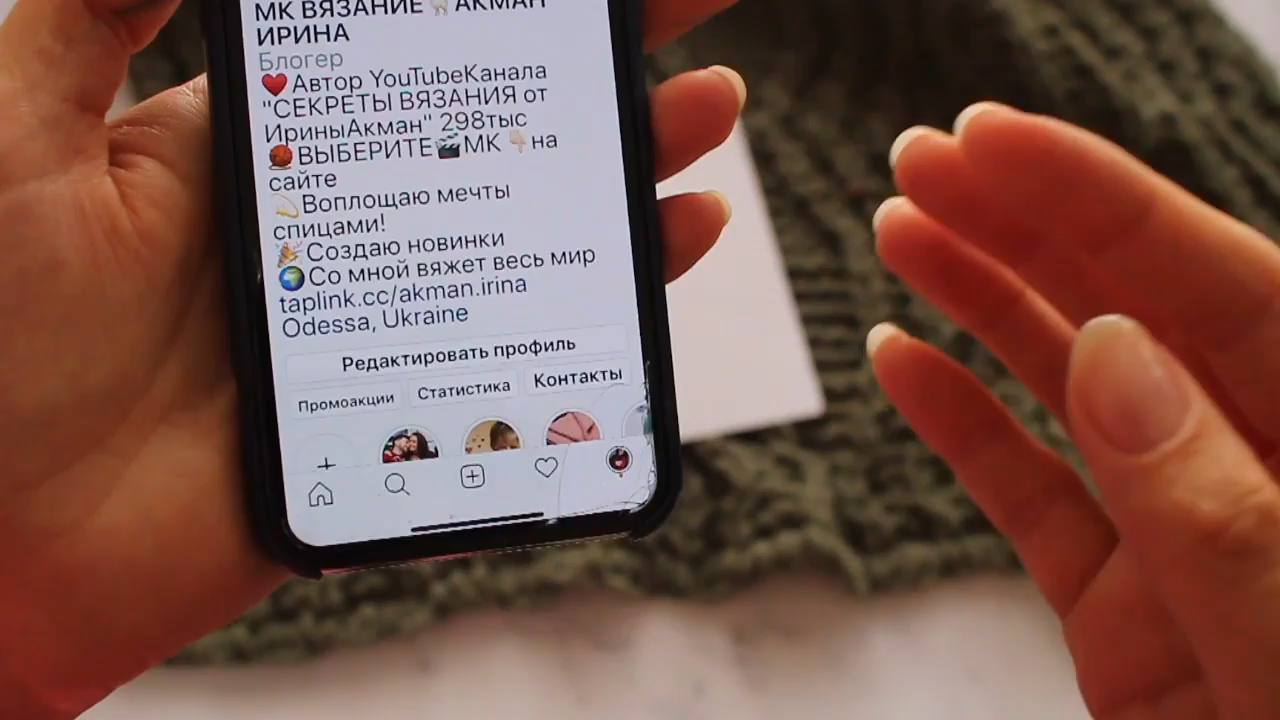 МК ВЯЗАНИЕ🦙АКМАН
ИРИНА
Блогер
❤️Автор YouTubeКанала
"СЕКРЕТЫ ВЯЗАНИЯ от
ИриныАкман" 298тыс
🧶ВЫБЕРИТЕ🎬МК 👇🏻на
сайте
💫Воплощаю мечты
спицами!
🎉Создаю новинки
🌍Со мной вяжет весь мир
taplink.cc/akman.irina
Odessa, Ukraine
Редактировать профиль
Промоакции Статистика Контакты